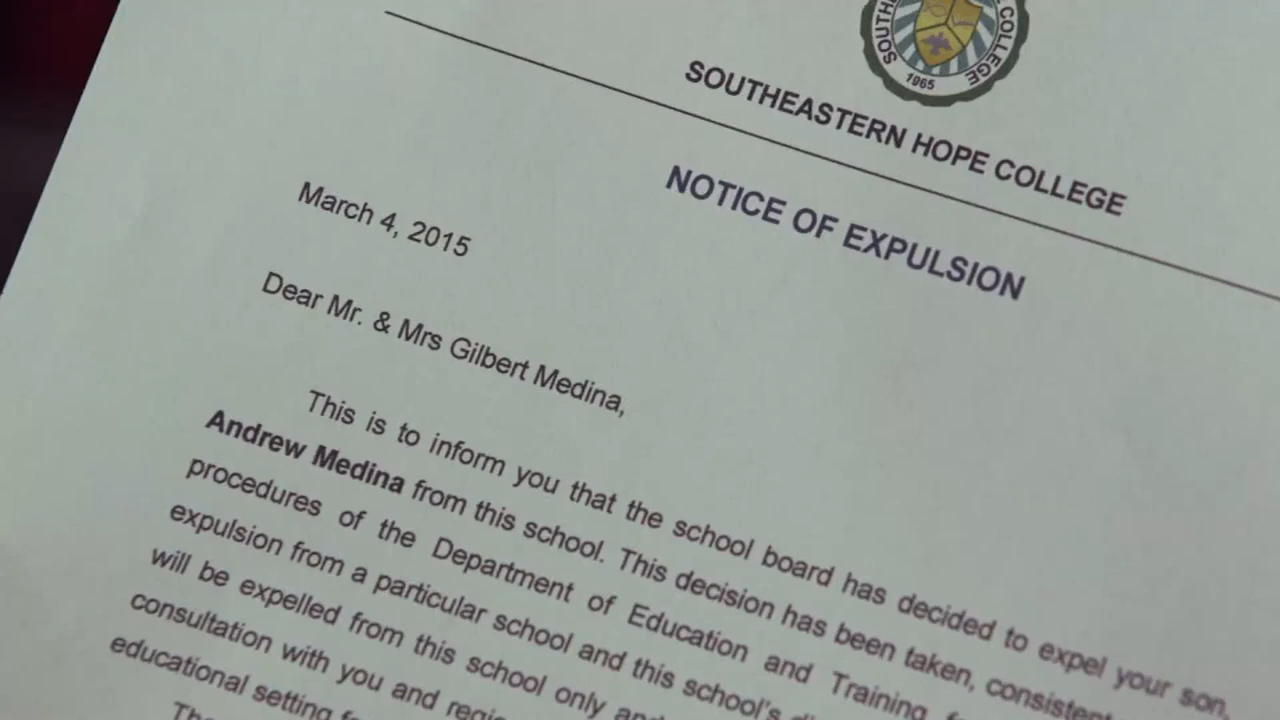 SOUTH COLLEGE
1965
SOUTHEASTERN HOPE COLLEGE
NOTICE OF EXPULSION
March 4, 2015
Dear Mr. & Mrs Gilbert Medina,
This is to inform you that the school board has decided to expel your son,
Andrew Medina from this school. This decision has been taken, consistent
procedures of the Department of Education and Training
expulsion from a particular school and this school's
will be expelled from this school only
consultation with you and
educational setting